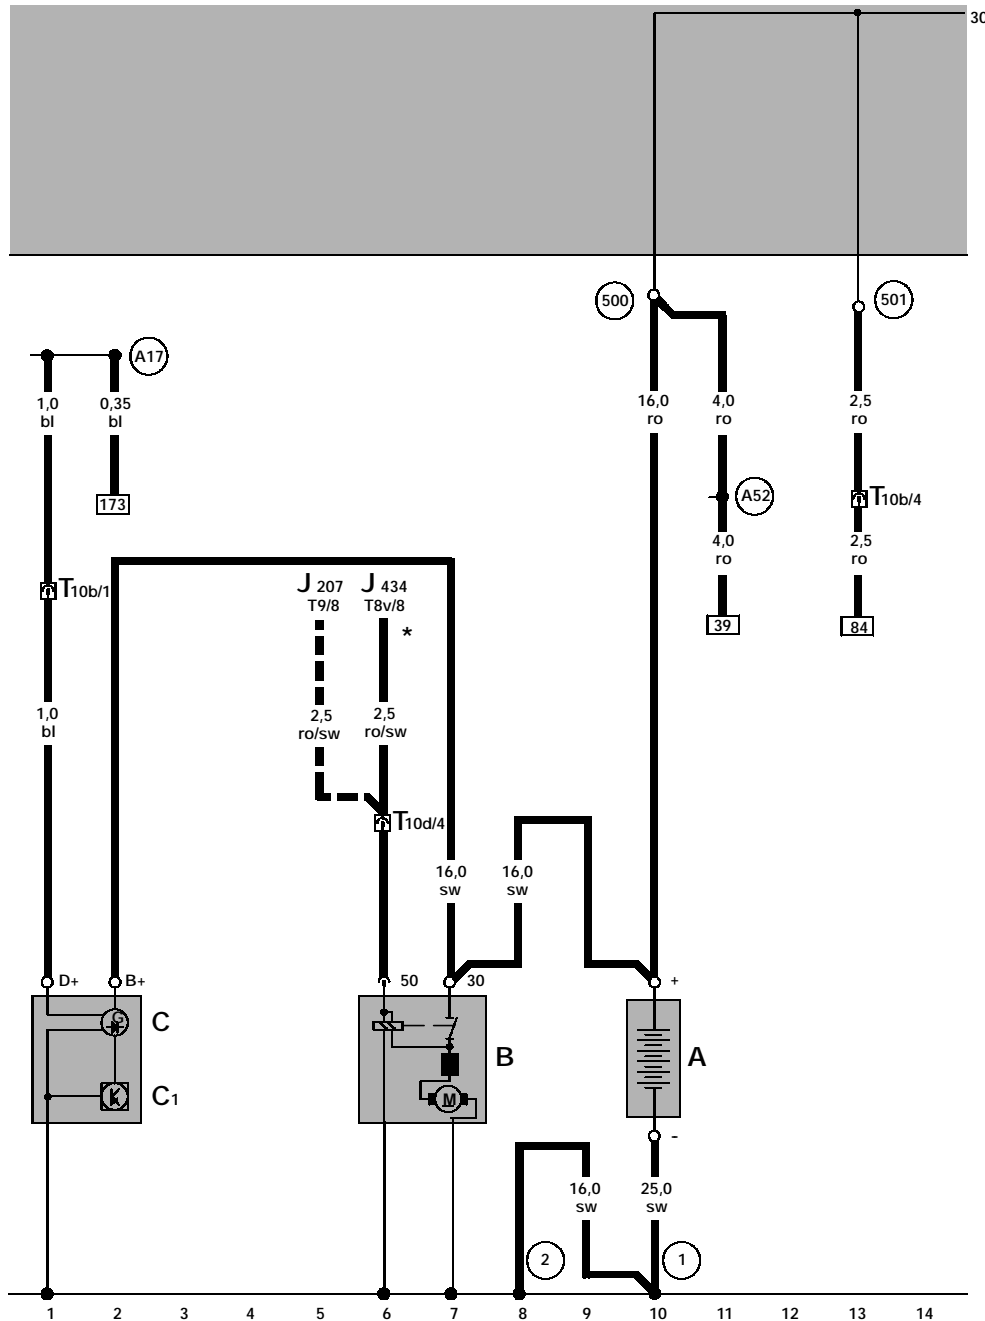 30
500
501
A17
1,0
bl
0,35
bl
16,0
ro
4,0
ro
2,5
ro
173
A52
T10b/4
4,0
ro
2,5
ro
T10b/1
J 207
T9/8
J 434
T8v/8
*
39
84
1,0
bl
2,5
ro/sw
2,5
ro/sw
T10d/4
16,0
sw
16,0
sw
D+
B+
50
30
+
G
C
B
A
K
C1
M
-
16,0
sw
25,0
sw
2
1
1 2 3 4 5 6 7 8 9 10 11 12 13 14